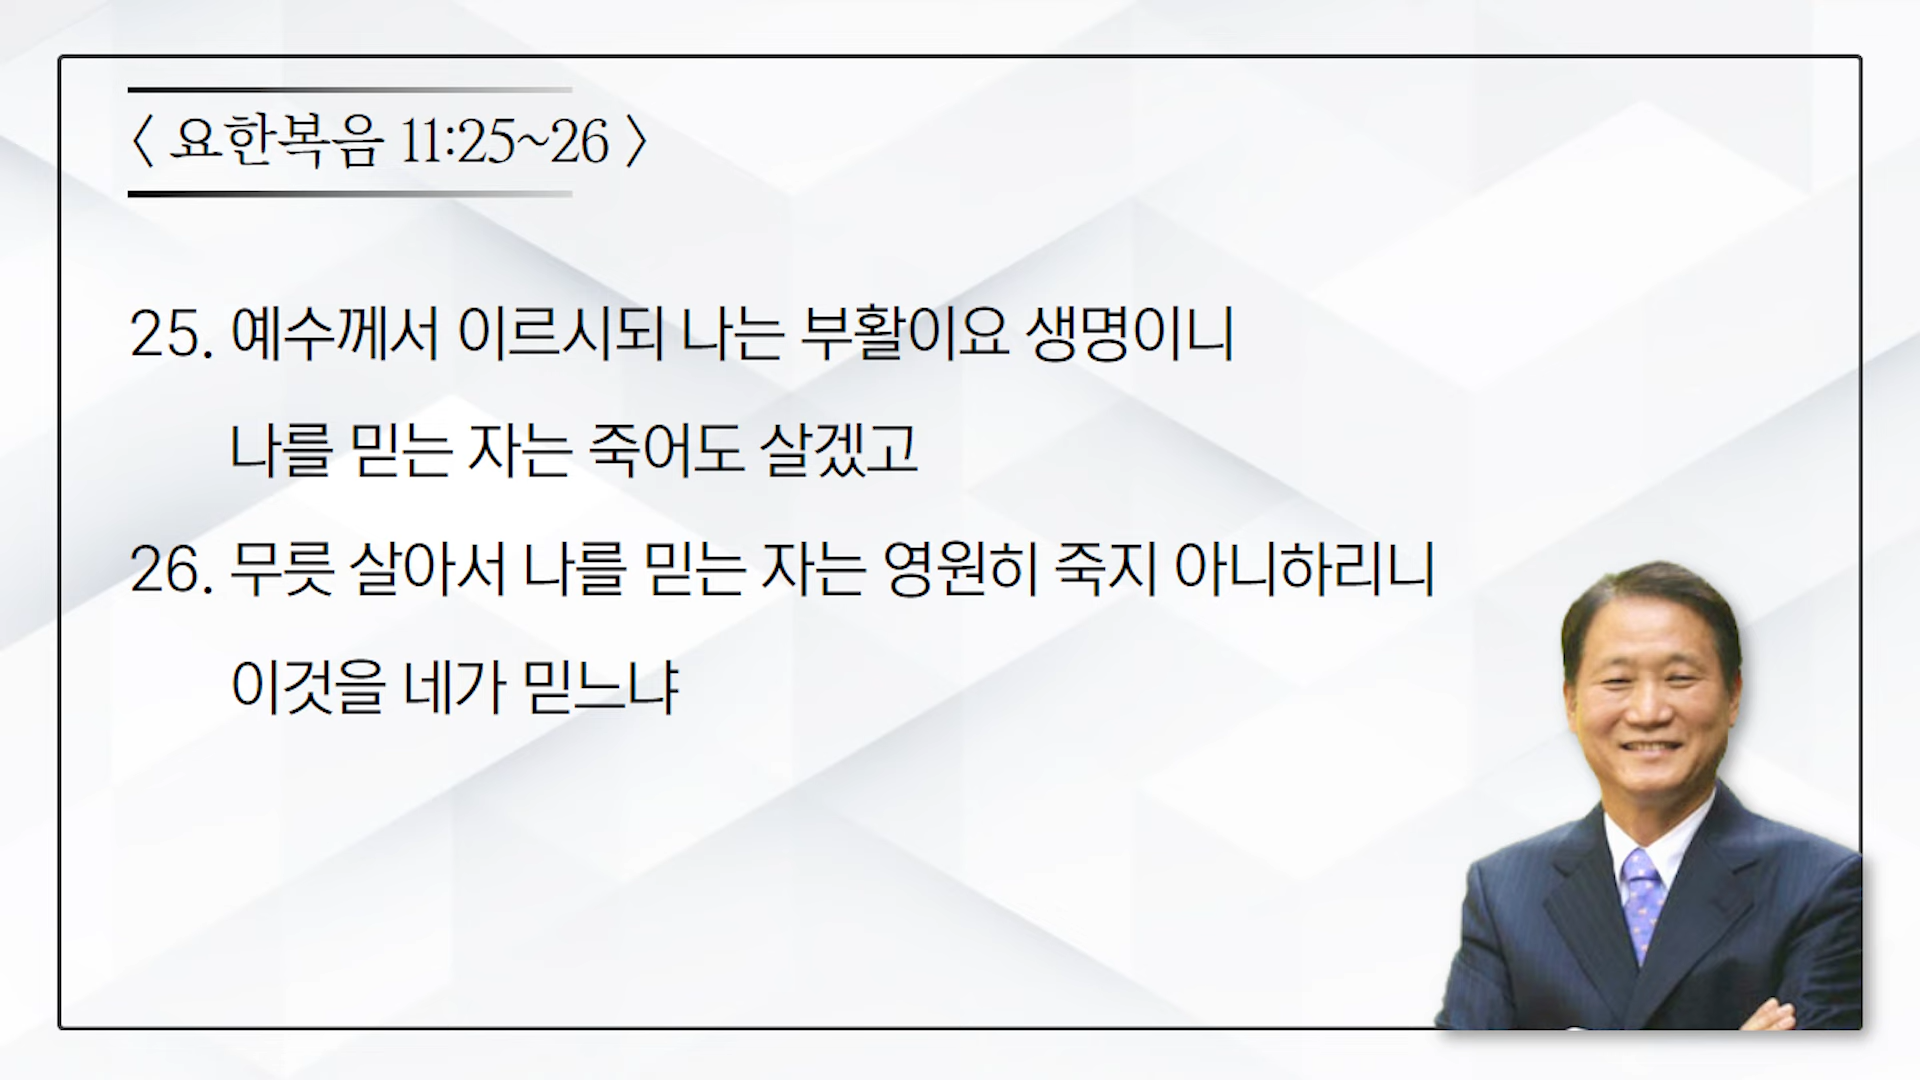 〈 요한복음 11:25~26 〉
25. 예수께서 이르시되 나는 부활이요 생명이니
나를 믿는 자는 죽어도 살겠고
26. 무릇 살아서 나를 믿는 자는 영원히 죽지 아니하리니
이것을 네가 믿느냐